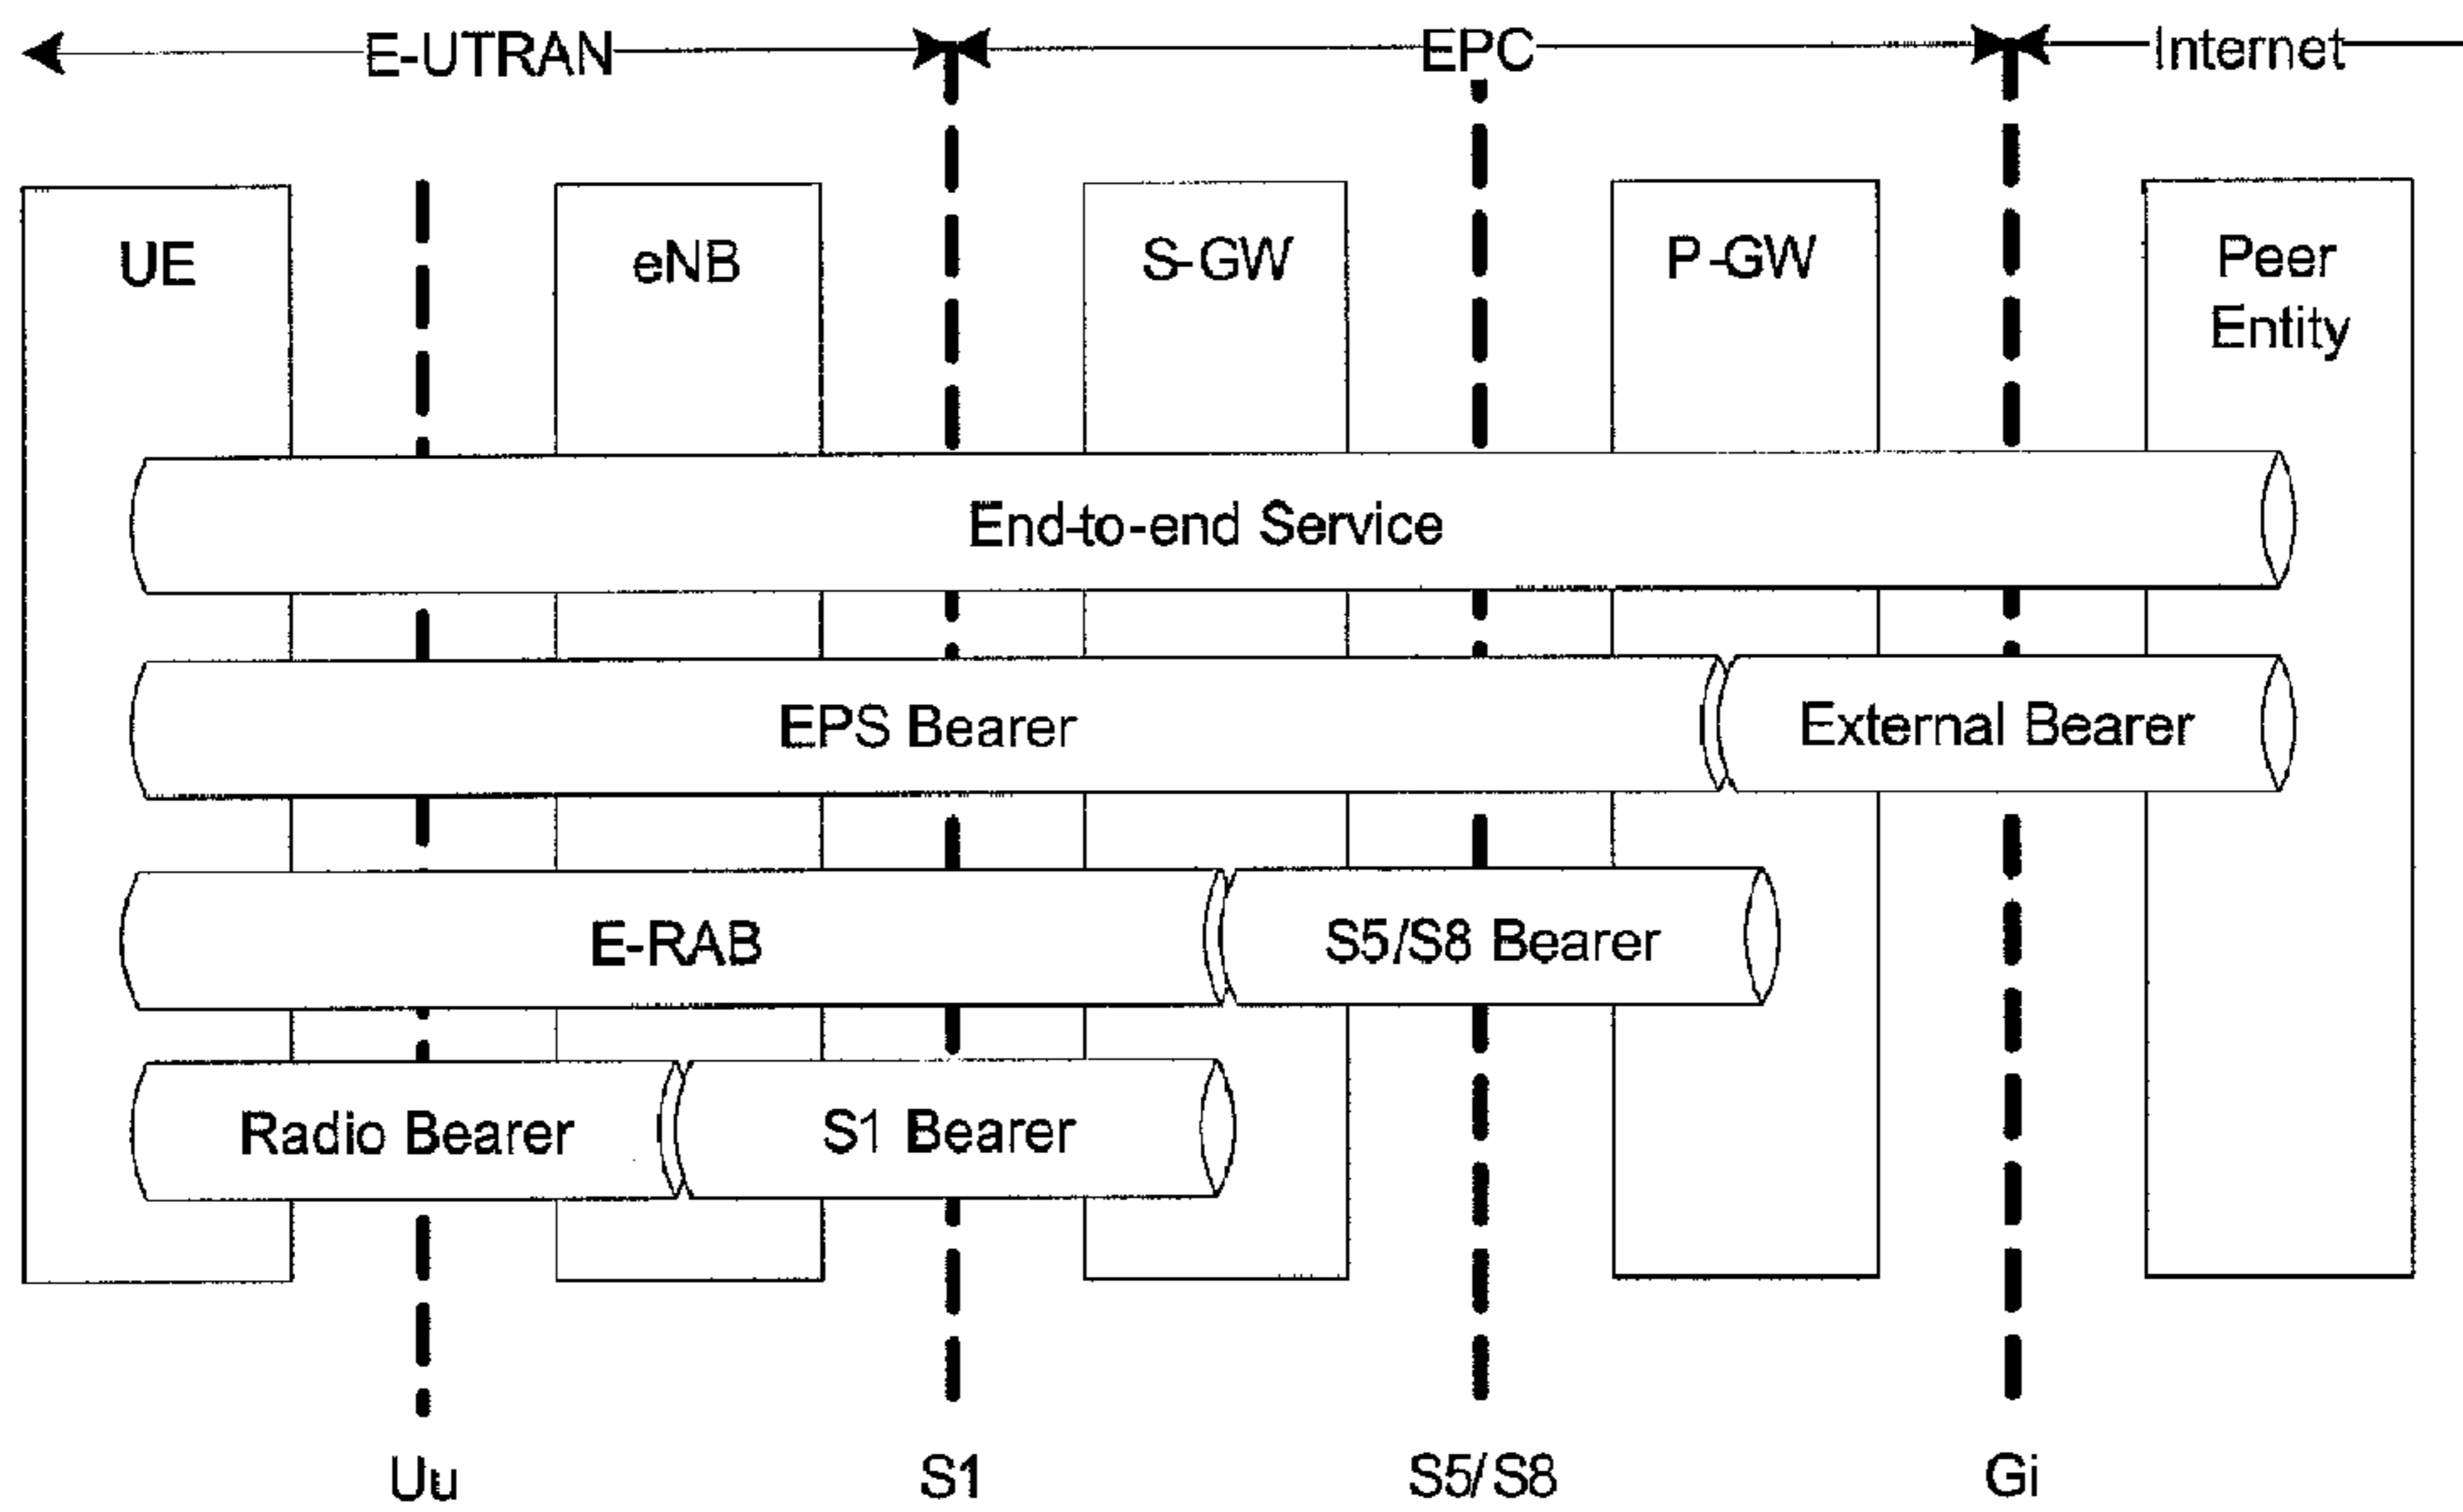 E-UTRAN EPC Internet
UE eNB S-GW P-GW Peer
Entity
End-to-end Service
EPS Bearer External Bearer
E-RAB S5/S8 Bearer
Radio Bearer S1 Bearer
Uu S1 S5/S8 Gi